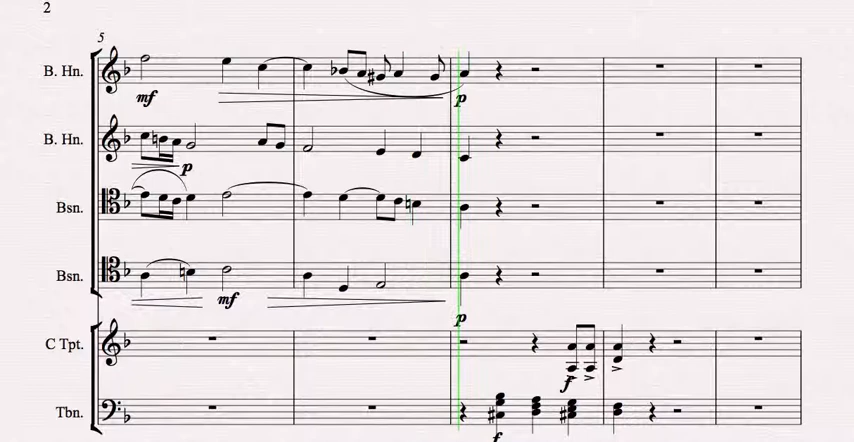 2
5
B. Hn.
mf
p
B. Hn.
p
Bsn.
Bsn.
mf
p
C Tpt.
f
Tbn.
f